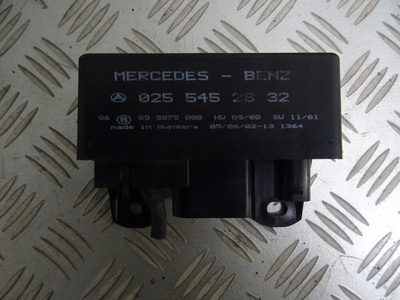 MERCEDES - BENZ
025 545 28 32
06 S 09 9075 000 HW 09/00 SW 11/01
made in Hungary 05/06/02-13 1364